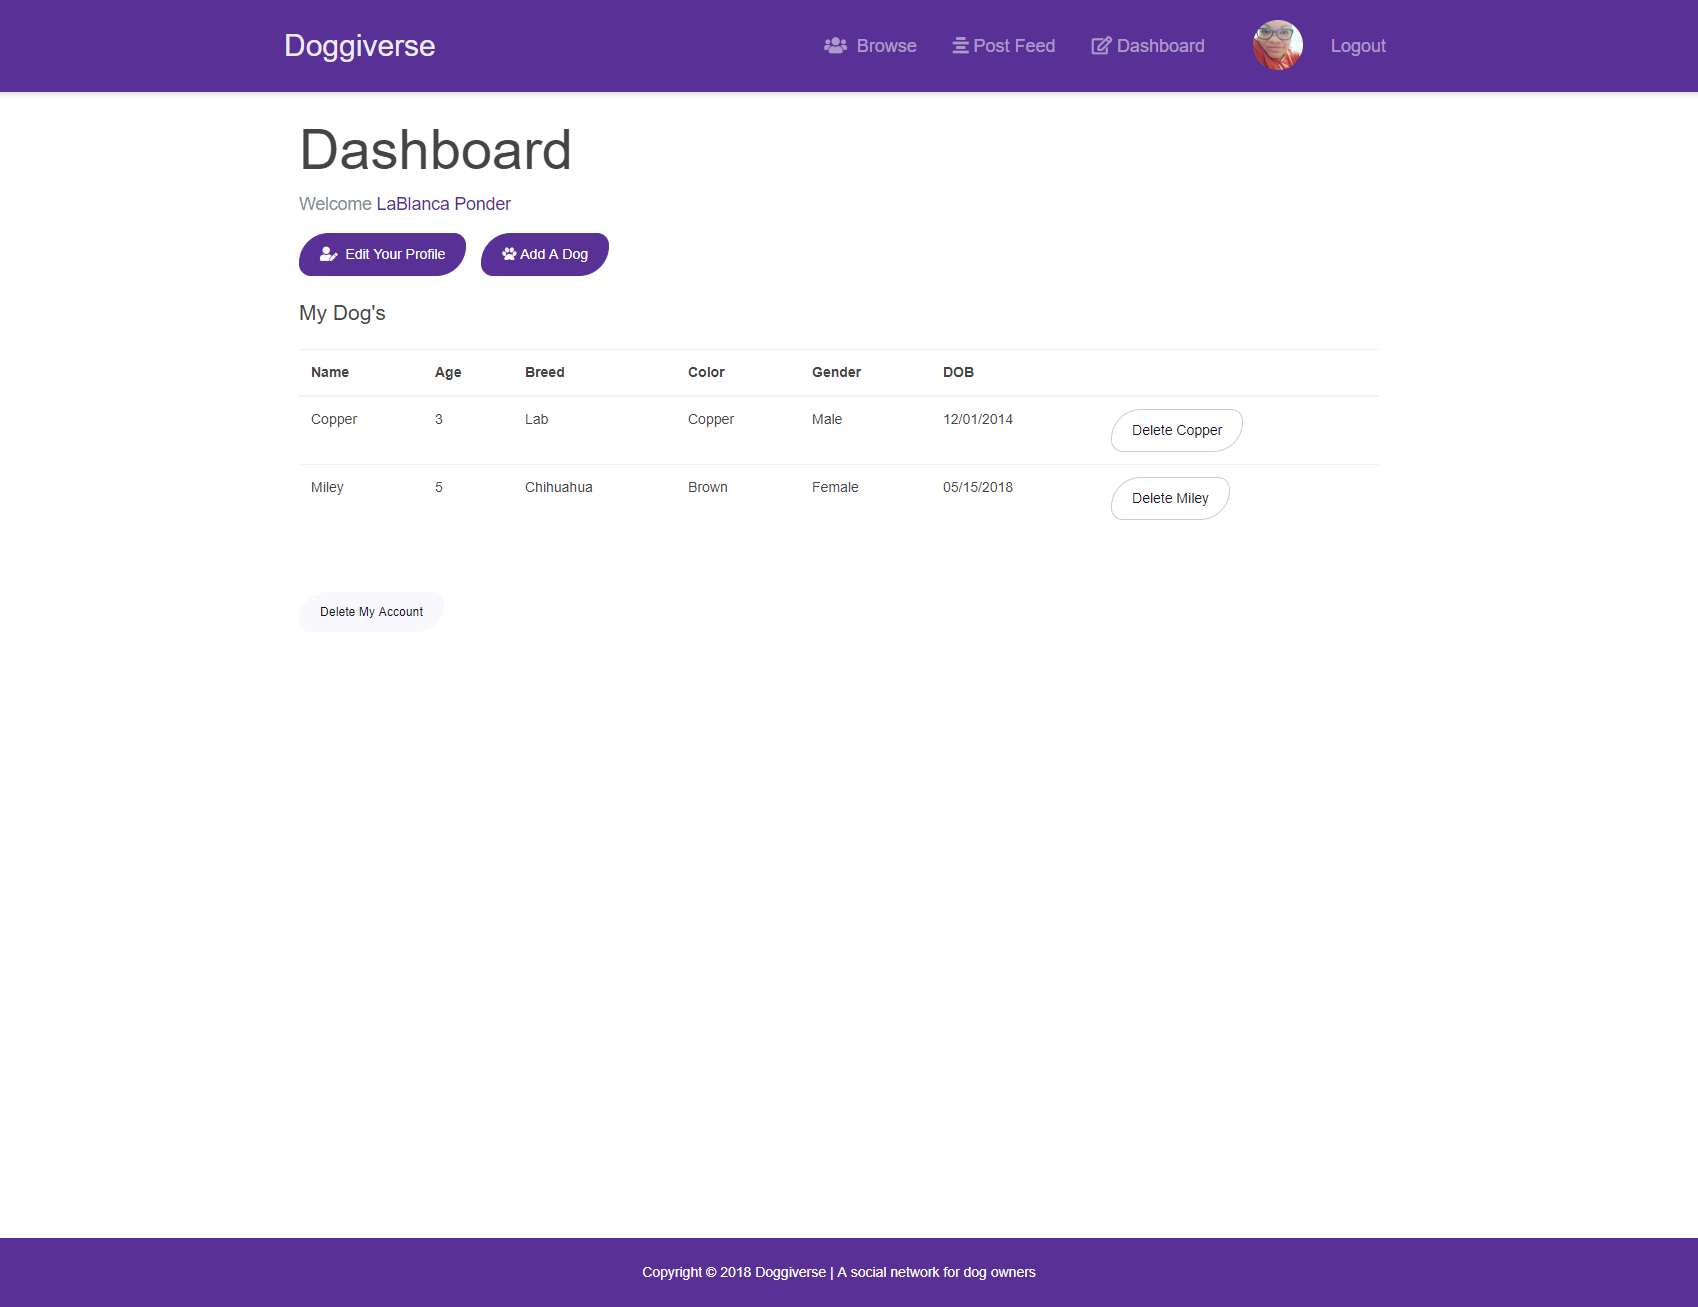 Doggiverse
Browse Post Feed Dashboard Logout
Dashboard
Welcome LaBlanca Ponder
Edit Your Profile Add A Dog
My Dog's
Name Age Breed Color Gender DOB
Copper 3 Lab Copper Male 12/01/2014 Delete Copper
Miley 5 Chihuahua Brown Female 05/15/2018 Delete Miley
Delete My Account
Copyright © 2018 Doggiverse | A social network for dog owners